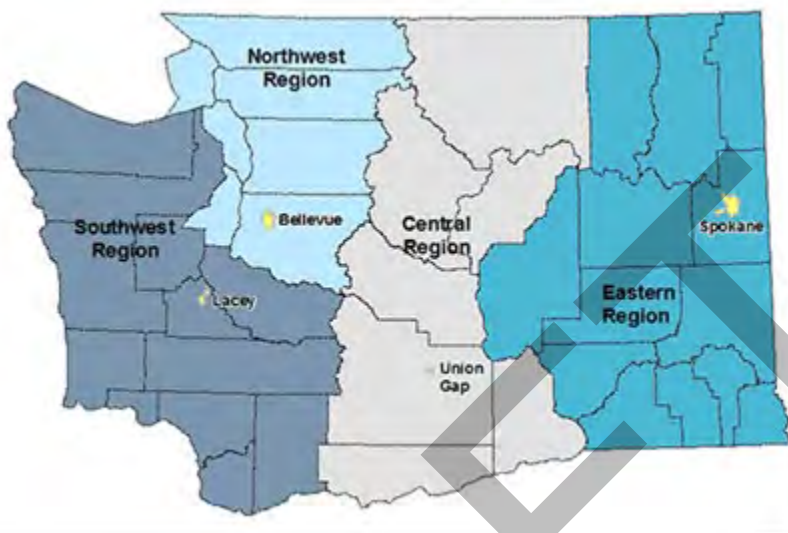 Northwest
Region
Southwest
Region
Bellevue
Central
Region
Spokane
Lacey
Eastern
Region
Union
Gap